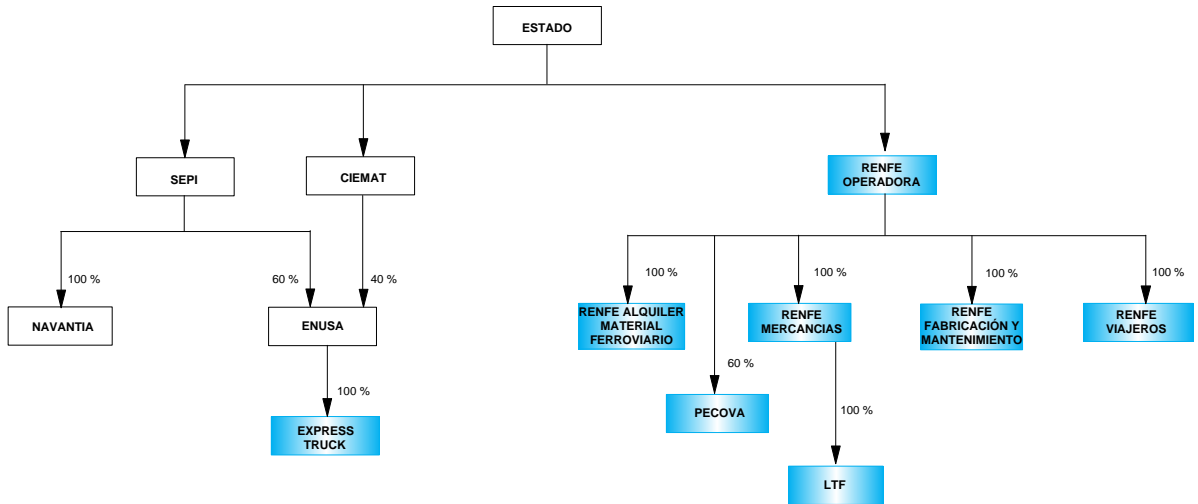 ESTADO
SEPI
CIEMAT
RENFE
OPERADORA
100 %
60 %
40 %
100 %
100 %
100 %
100 %
NAVANTIA
ENUSA
RENFE ALQUILER
MATERIAL
FERROVIARIO
RENFE
MERCANCIAS
RENFE
FABRICACIÓN Y
MANTENIMIENTO
RENFE
VIAJEROS
60 %
100 %
PECOVA
100 %
EXPRESS
TRUCK
LTF